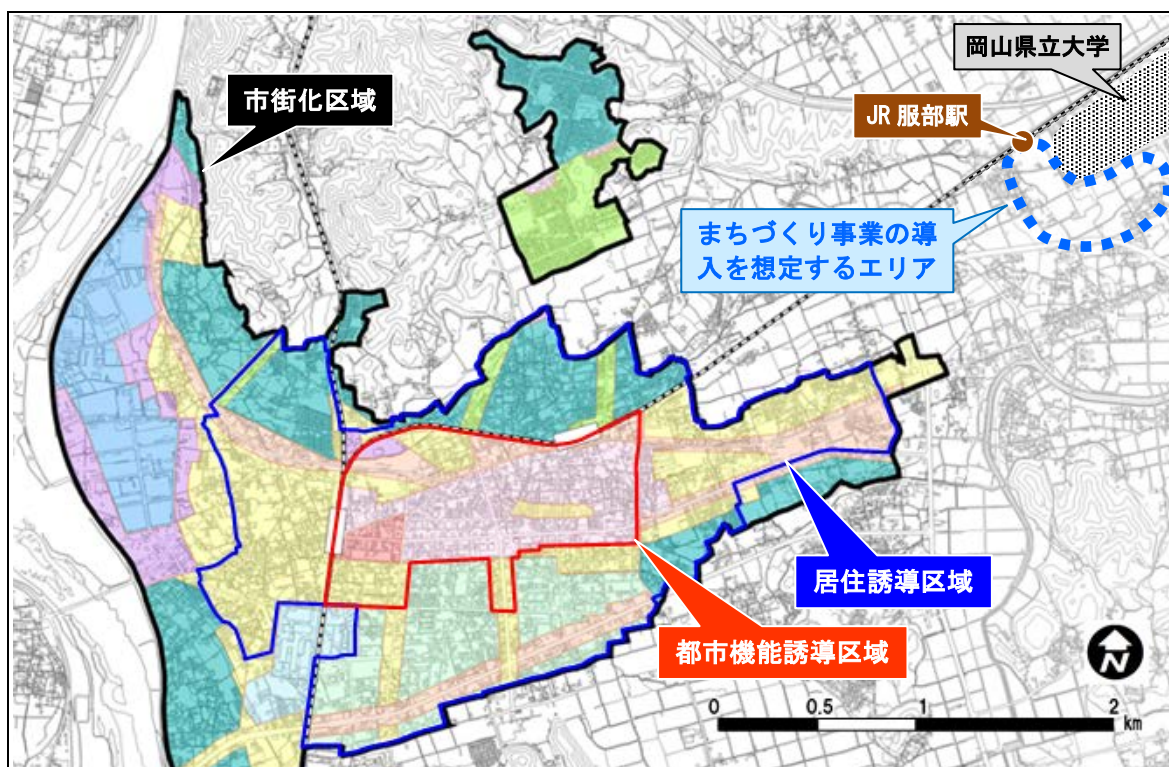 岡山県立大学
市街化区域
JR 服部駅
まちづくり事業の導
入を想定するエリア
居住誘導区域
都市機能誘導区域
N
0 0.5 1 2
km